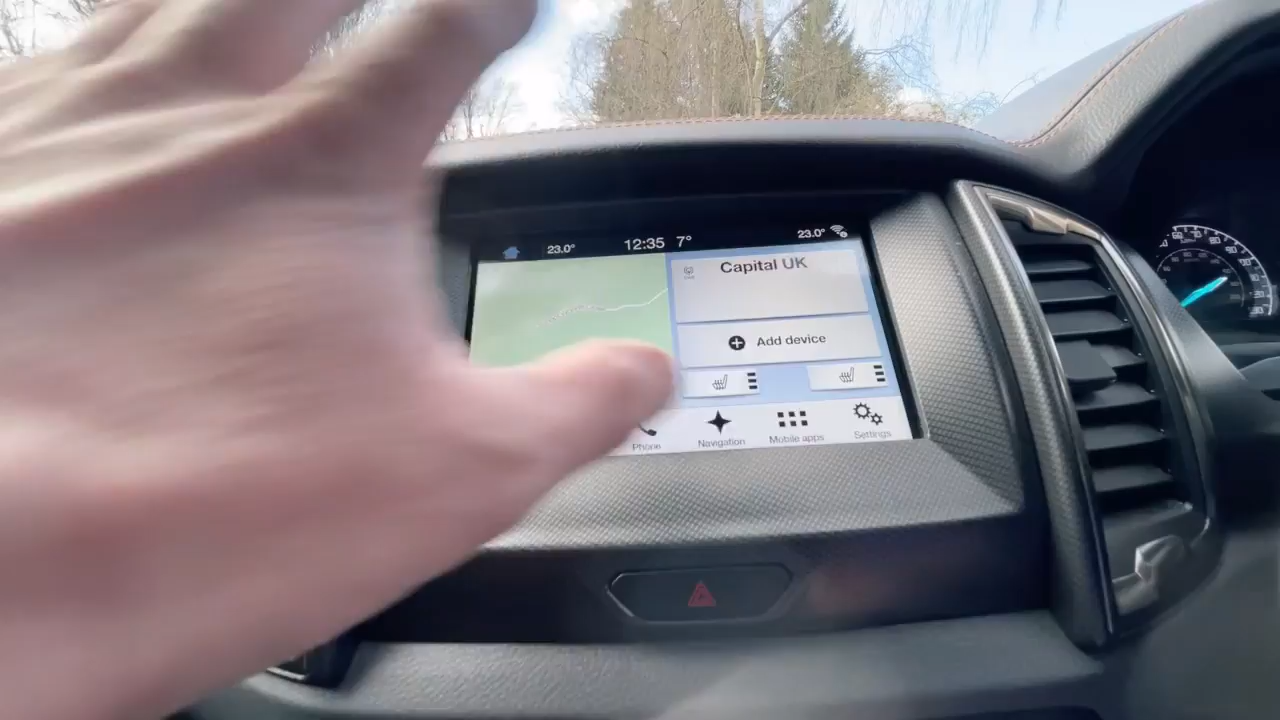 23.0° 12:35 7° 23.0°
Capital UK
Add device
Phone Navigation Mobile apps Settings